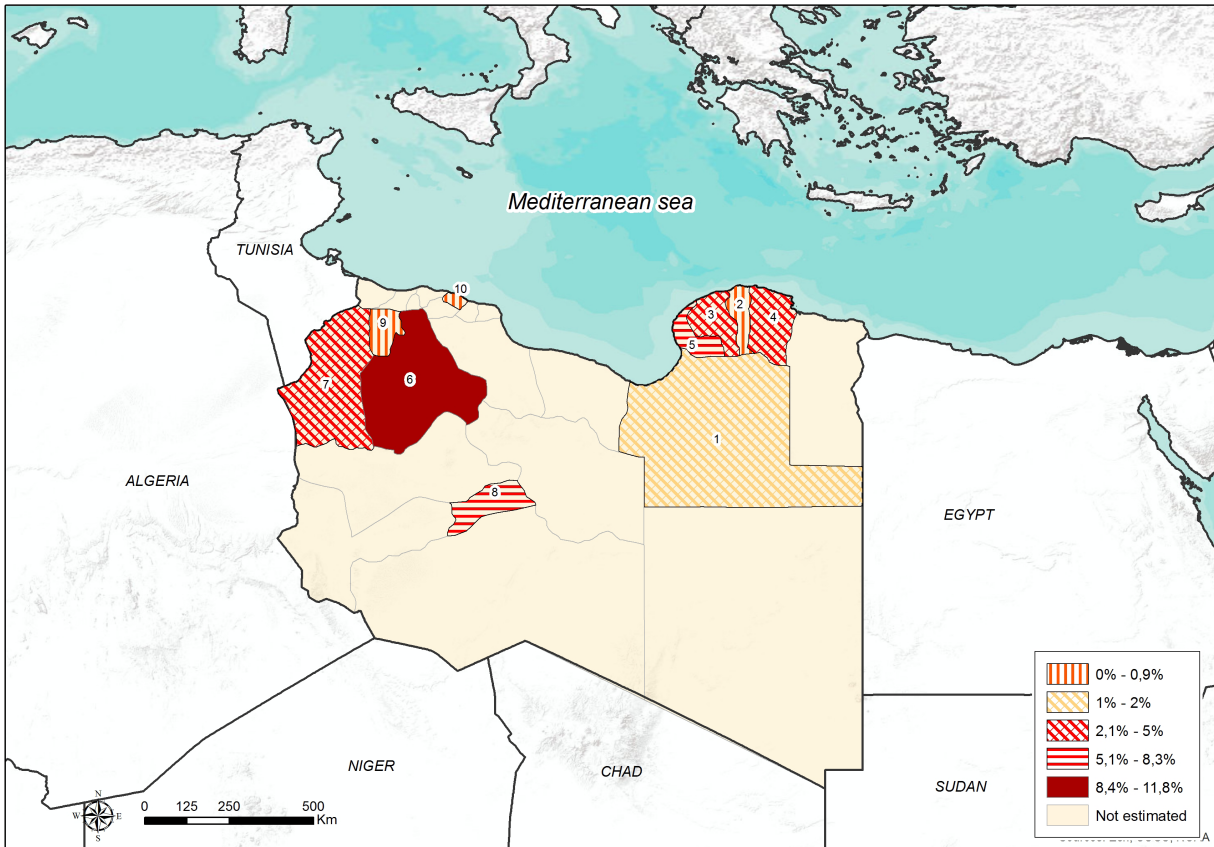 Mediterranean sea
TUNISIA
10
2
3
4
9
5
7
6
1
ALGERIA
8
EGYPT
0% - 0,9%
1% - 2%
2,1% - 5%
5,1% - 8,3%
8,4% - 11,8%
Not estimated
NIGER
CHAD
SUDAN
N
W E
S
0 125 250 500
Km